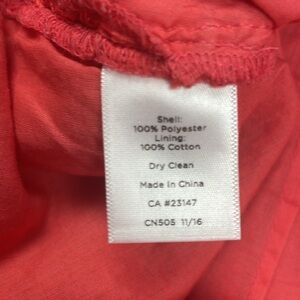 Shell:
100% Polyester
Lining:
100% Cotton
Dry Clean
Made In China
CA #23147
CN505 11/16